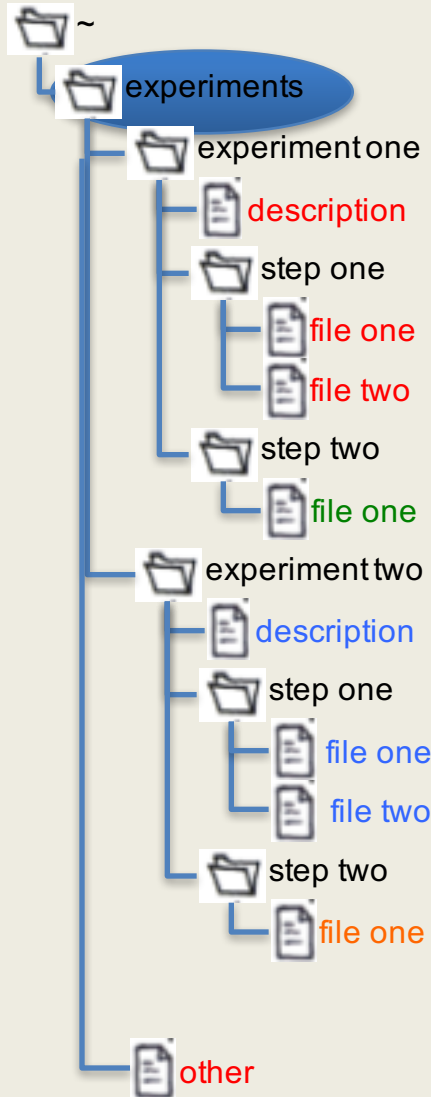 ~
experiments
experiment one
description
step one
file one
file two
step two
file one
experiment two
description
step one
file one
file two
step two
file one
other